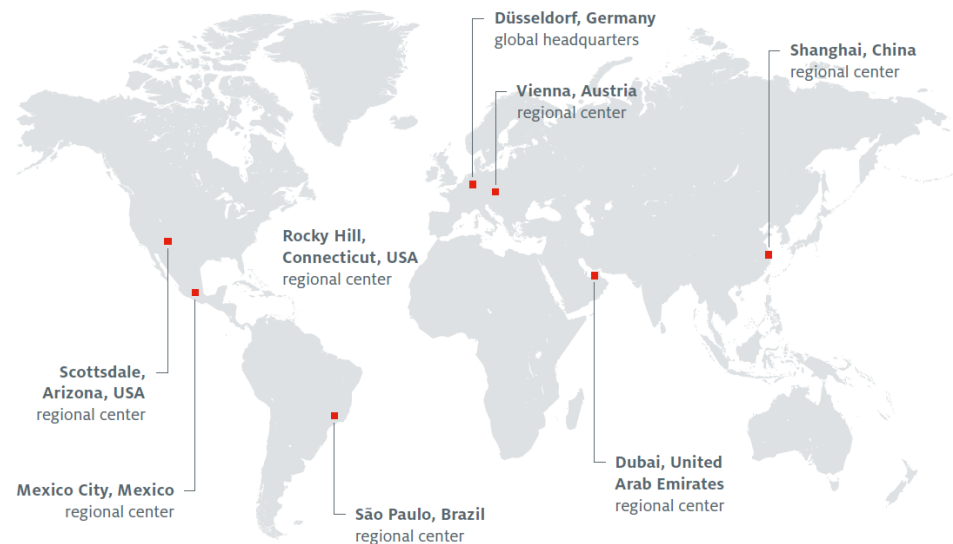 Düsseldorf, Germany
global headquarters
Shanghai, China
regional center
Vienna, Austria
regional center
Rocky Hill,
Connecticut, USA
regional center
Scottsdale,
Arizona, USA
regional center
Dubai, United
Arab Emirates
regional center
Mexico City, Mexico
regional center
São Paulo, Brazil
regional center